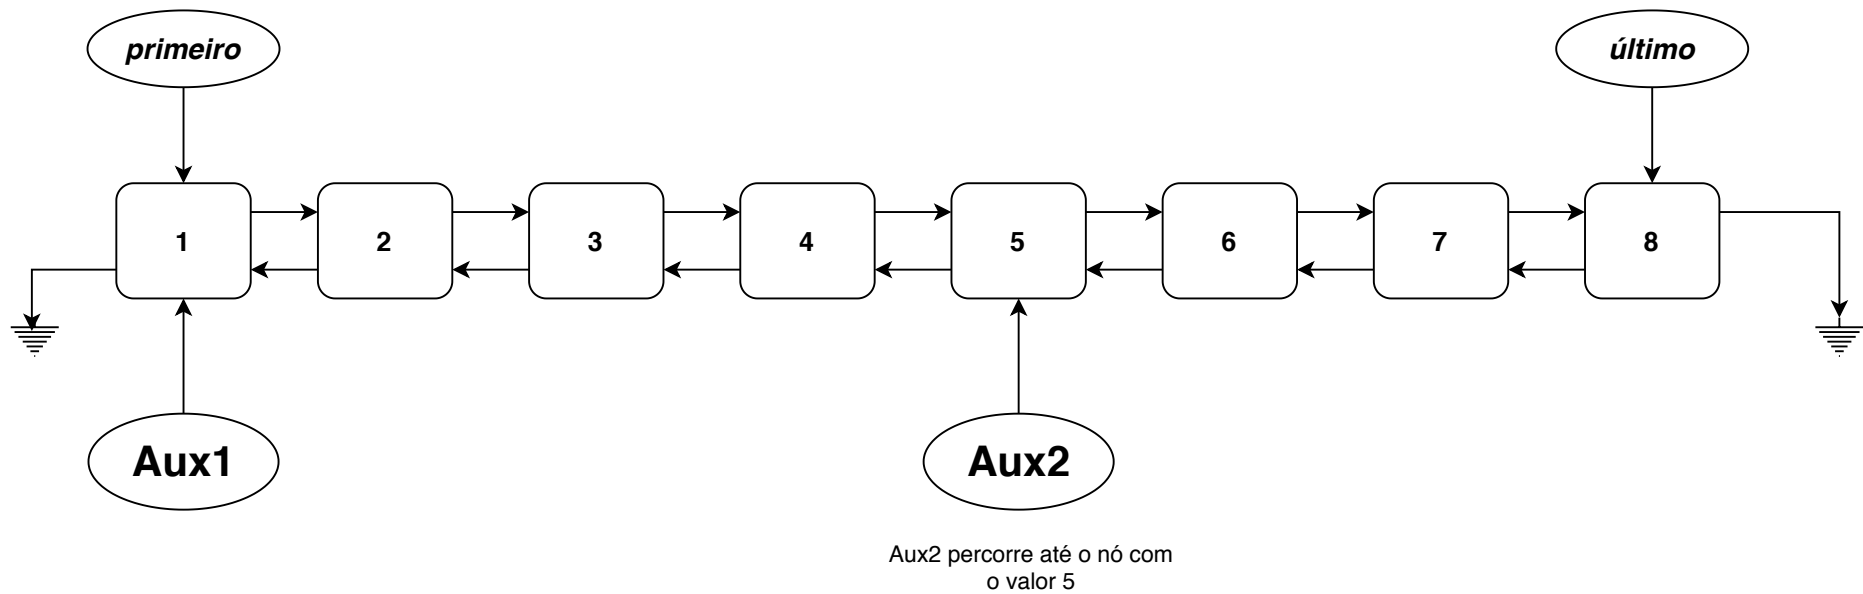 primeiro
último
1
2
3
4
5
6
7
8
Aux1
Aux2
Aux2 percorre até o nó com
o valor 5